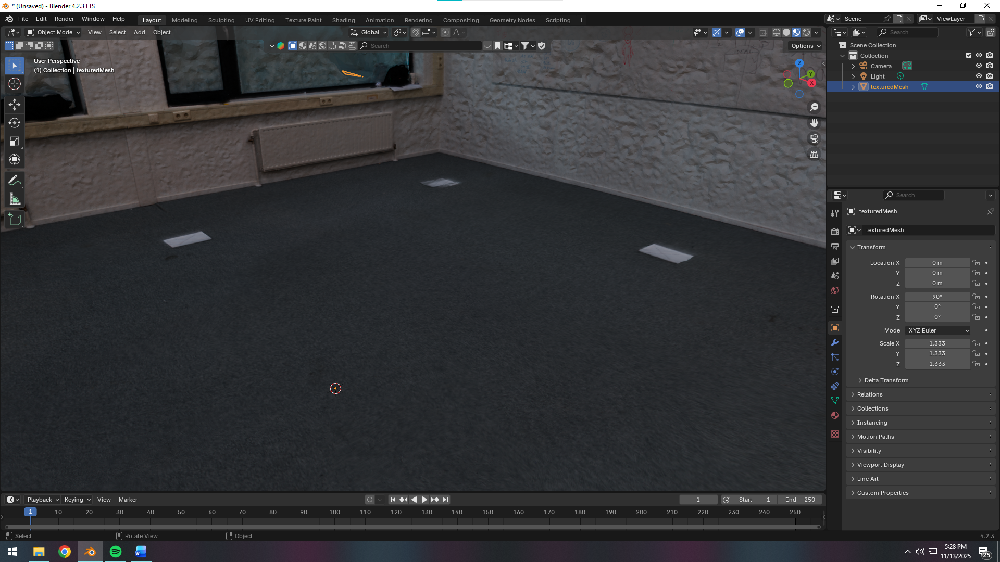 * (Unsaved) - Blender 4.2.3 LTS
File Edit Render Window Help Layout Modeling Sculpting UV Editing Texture Paint Shading Animation Rendering Compositing Geometry Nodes Scripting + Scene ViewLayer
Object Mode View Select Add Object Global Search
Search Options
User Perspective
(1) Collection | texturedMesh
Z
Y
X
Scene Collection
Collection
Camera
Light
texturedMesh
Search
texturedMesh
texturedMesh
Transform
Location X 0 m
Y 0 m
Z 0 m
Rotation X 90°
Y 0°
Z 0°
Mode XYZ Euler
Scale X 1.333
Y 1.333
Z 1.333
Delta Transform
Relations
Collections
Instancing
Motion Paths
Visibility
Viewport Display
Line Art
Custom Properties
Playback Keying View Marker 1 Start 1 End 250
1 10 20 30 40 50 60 70 80 90 100 110 120 130 140 150 160 170 180 190 200 210 220 230 240 250
Select Rotate View Object 4.2.3
5:28 PM
11/13/2025
25